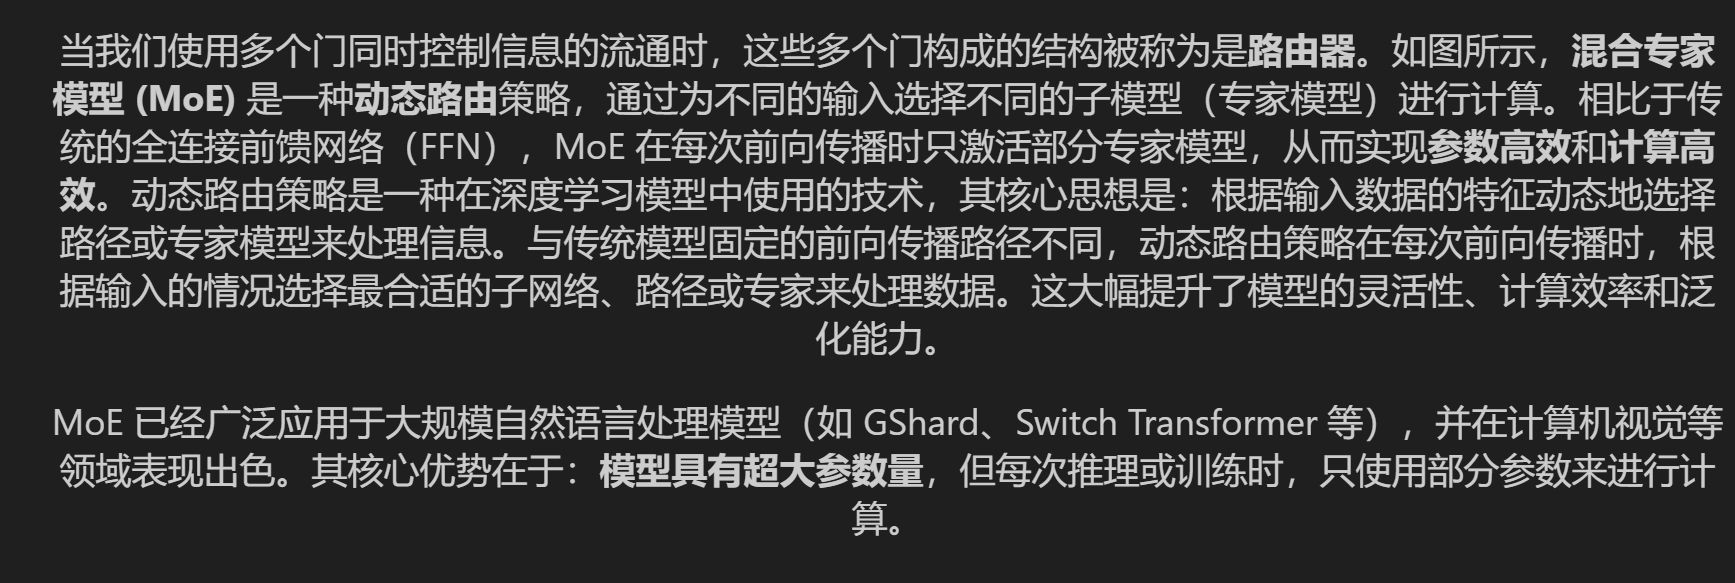 当我们使用多个门同时控制信息的流通时，这些多个门构成的结构被称为是路由器。如图所示，混合专家
模型 (MoE) 是一种动态路由策略，通过为不同的输入选择不同的子模型（专家模型）进行计算。相比于传
统的全连接前馈网络（FFN），MoE 在每次前向传播时只激活部分专家模型，从而实现参数高效和计算高
效。动态路由策略是一种在深度学习模型中使用的技术，其核心思想是：根据输入数据的特征动态地选择
路径或专家模型来处理信息。与传统模型固定的前向传播路径不同，动态路由策略在每次前向传播时，根
据输入的情况选择最合适的子网络、路径或专家来处理数据。这大幅提升了模型的灵活性、计算效率和泛
化能力。
MoE 已经广泛应用于大规模自然语言处理模型（如 GShard、Switch Transformer 等），并在计算机视觉等
领域表现出色。其核心优势在于：模型具有超大参数量，但每次推理或训练时，只使用部分参数来进行计
算。